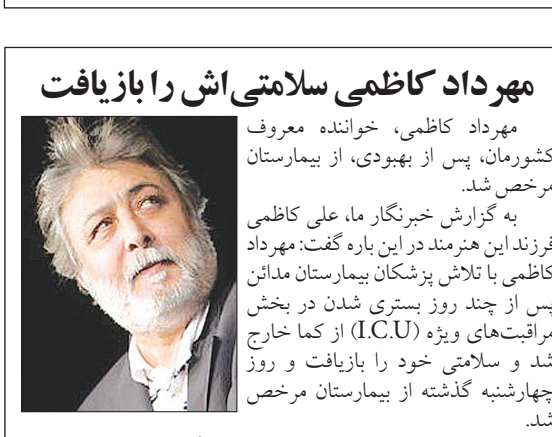 مهرداد کاظمی سلامتی‌اش را بازیافت
مهرداد کاظمی، خواننده معروف
کشورمان، پس از بهبودی، از بیمارستان
مرخص شد.
به گزارش خبرنگار ما، علی کاظمی
فرزند این هنرمند در این باره گفت: مهرداد
کاظمی با تلاش پزشکان بیمارستان مدائن
پس از چند روز بستری شدن در بخش
مراقبت‌های ویژه (I.C.U) از کما خارج
شد و سلامتی خود را بازیافت و روز
چهارشنبه گذشته از بیمارستان مرخص
شد.